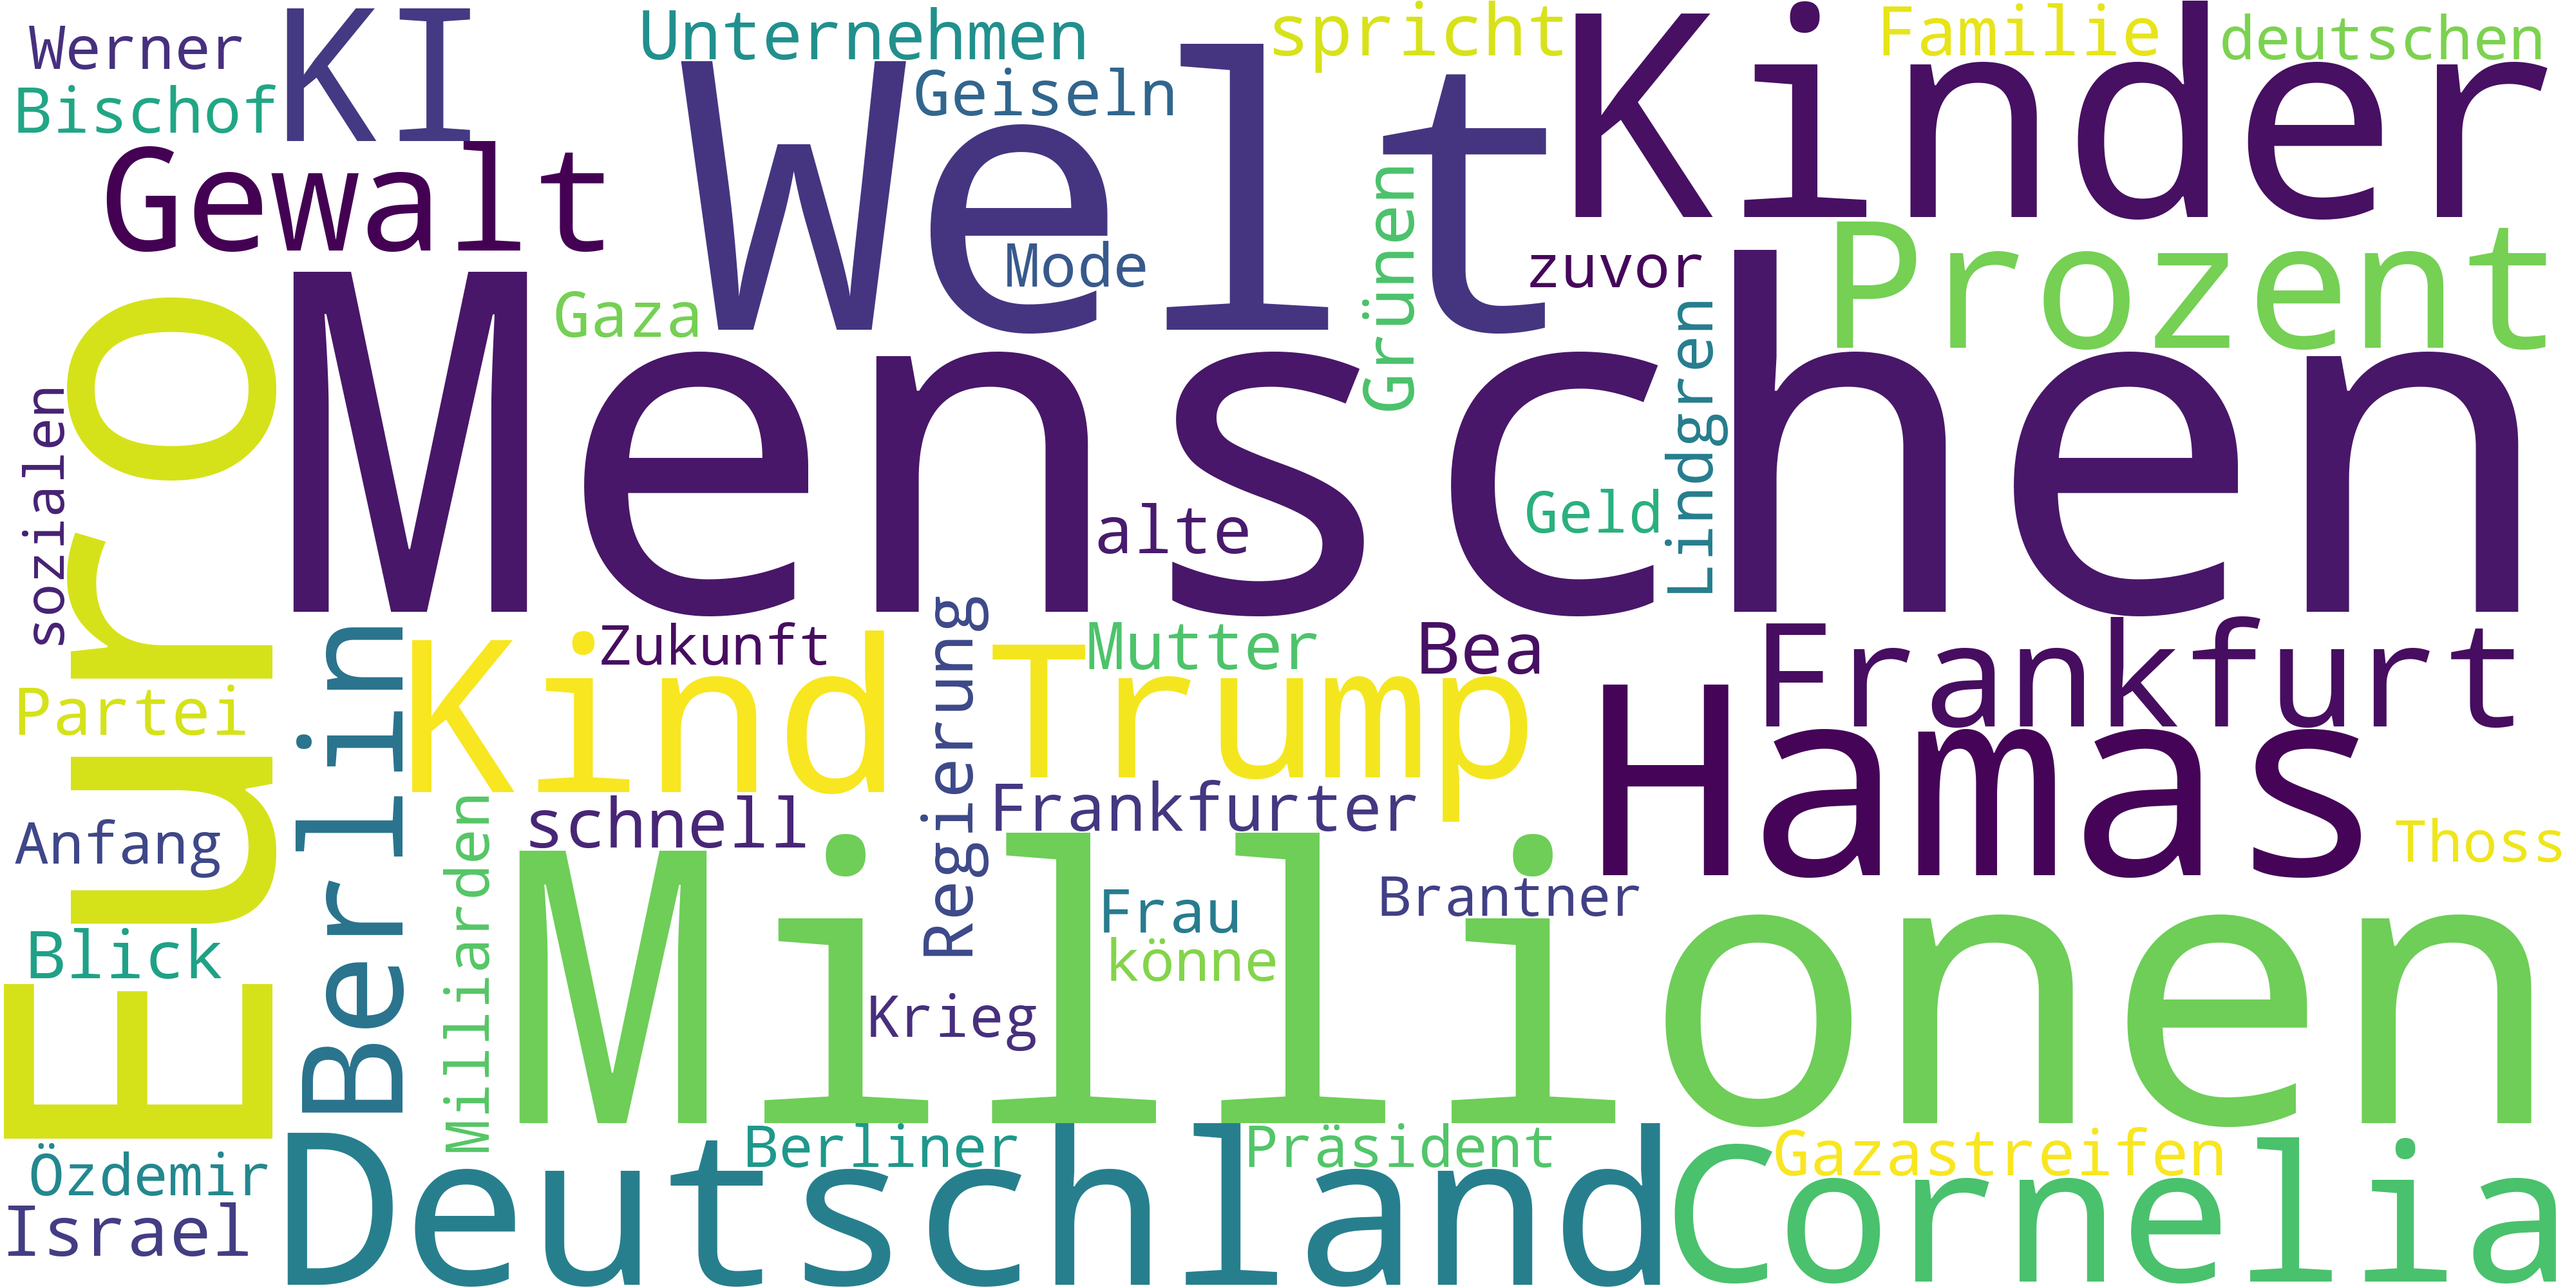 Werner
KI
Unternehmen
spricht
Kinder
Familie
deutschen
Bischof
Welt
Geiseln
Gewalt
Mode
Grünen
zuvor
Prozent
Menschen
Gaza
Lindgren
sozialen
Euro
alte
Geld
Berlin
Kind
Zukunft
Regierung
Trump
Mutter
Bea
Frankfurt
Partei
Hamas
Anfang
schnell
Frankfurter
Thoss
Milliarden
Millionen
Frau
Brantner
Blick
könne
Krieg
Özdemir
Deutschland
Berliner
Präsident
Gazastreifen
Cornelia
Israel